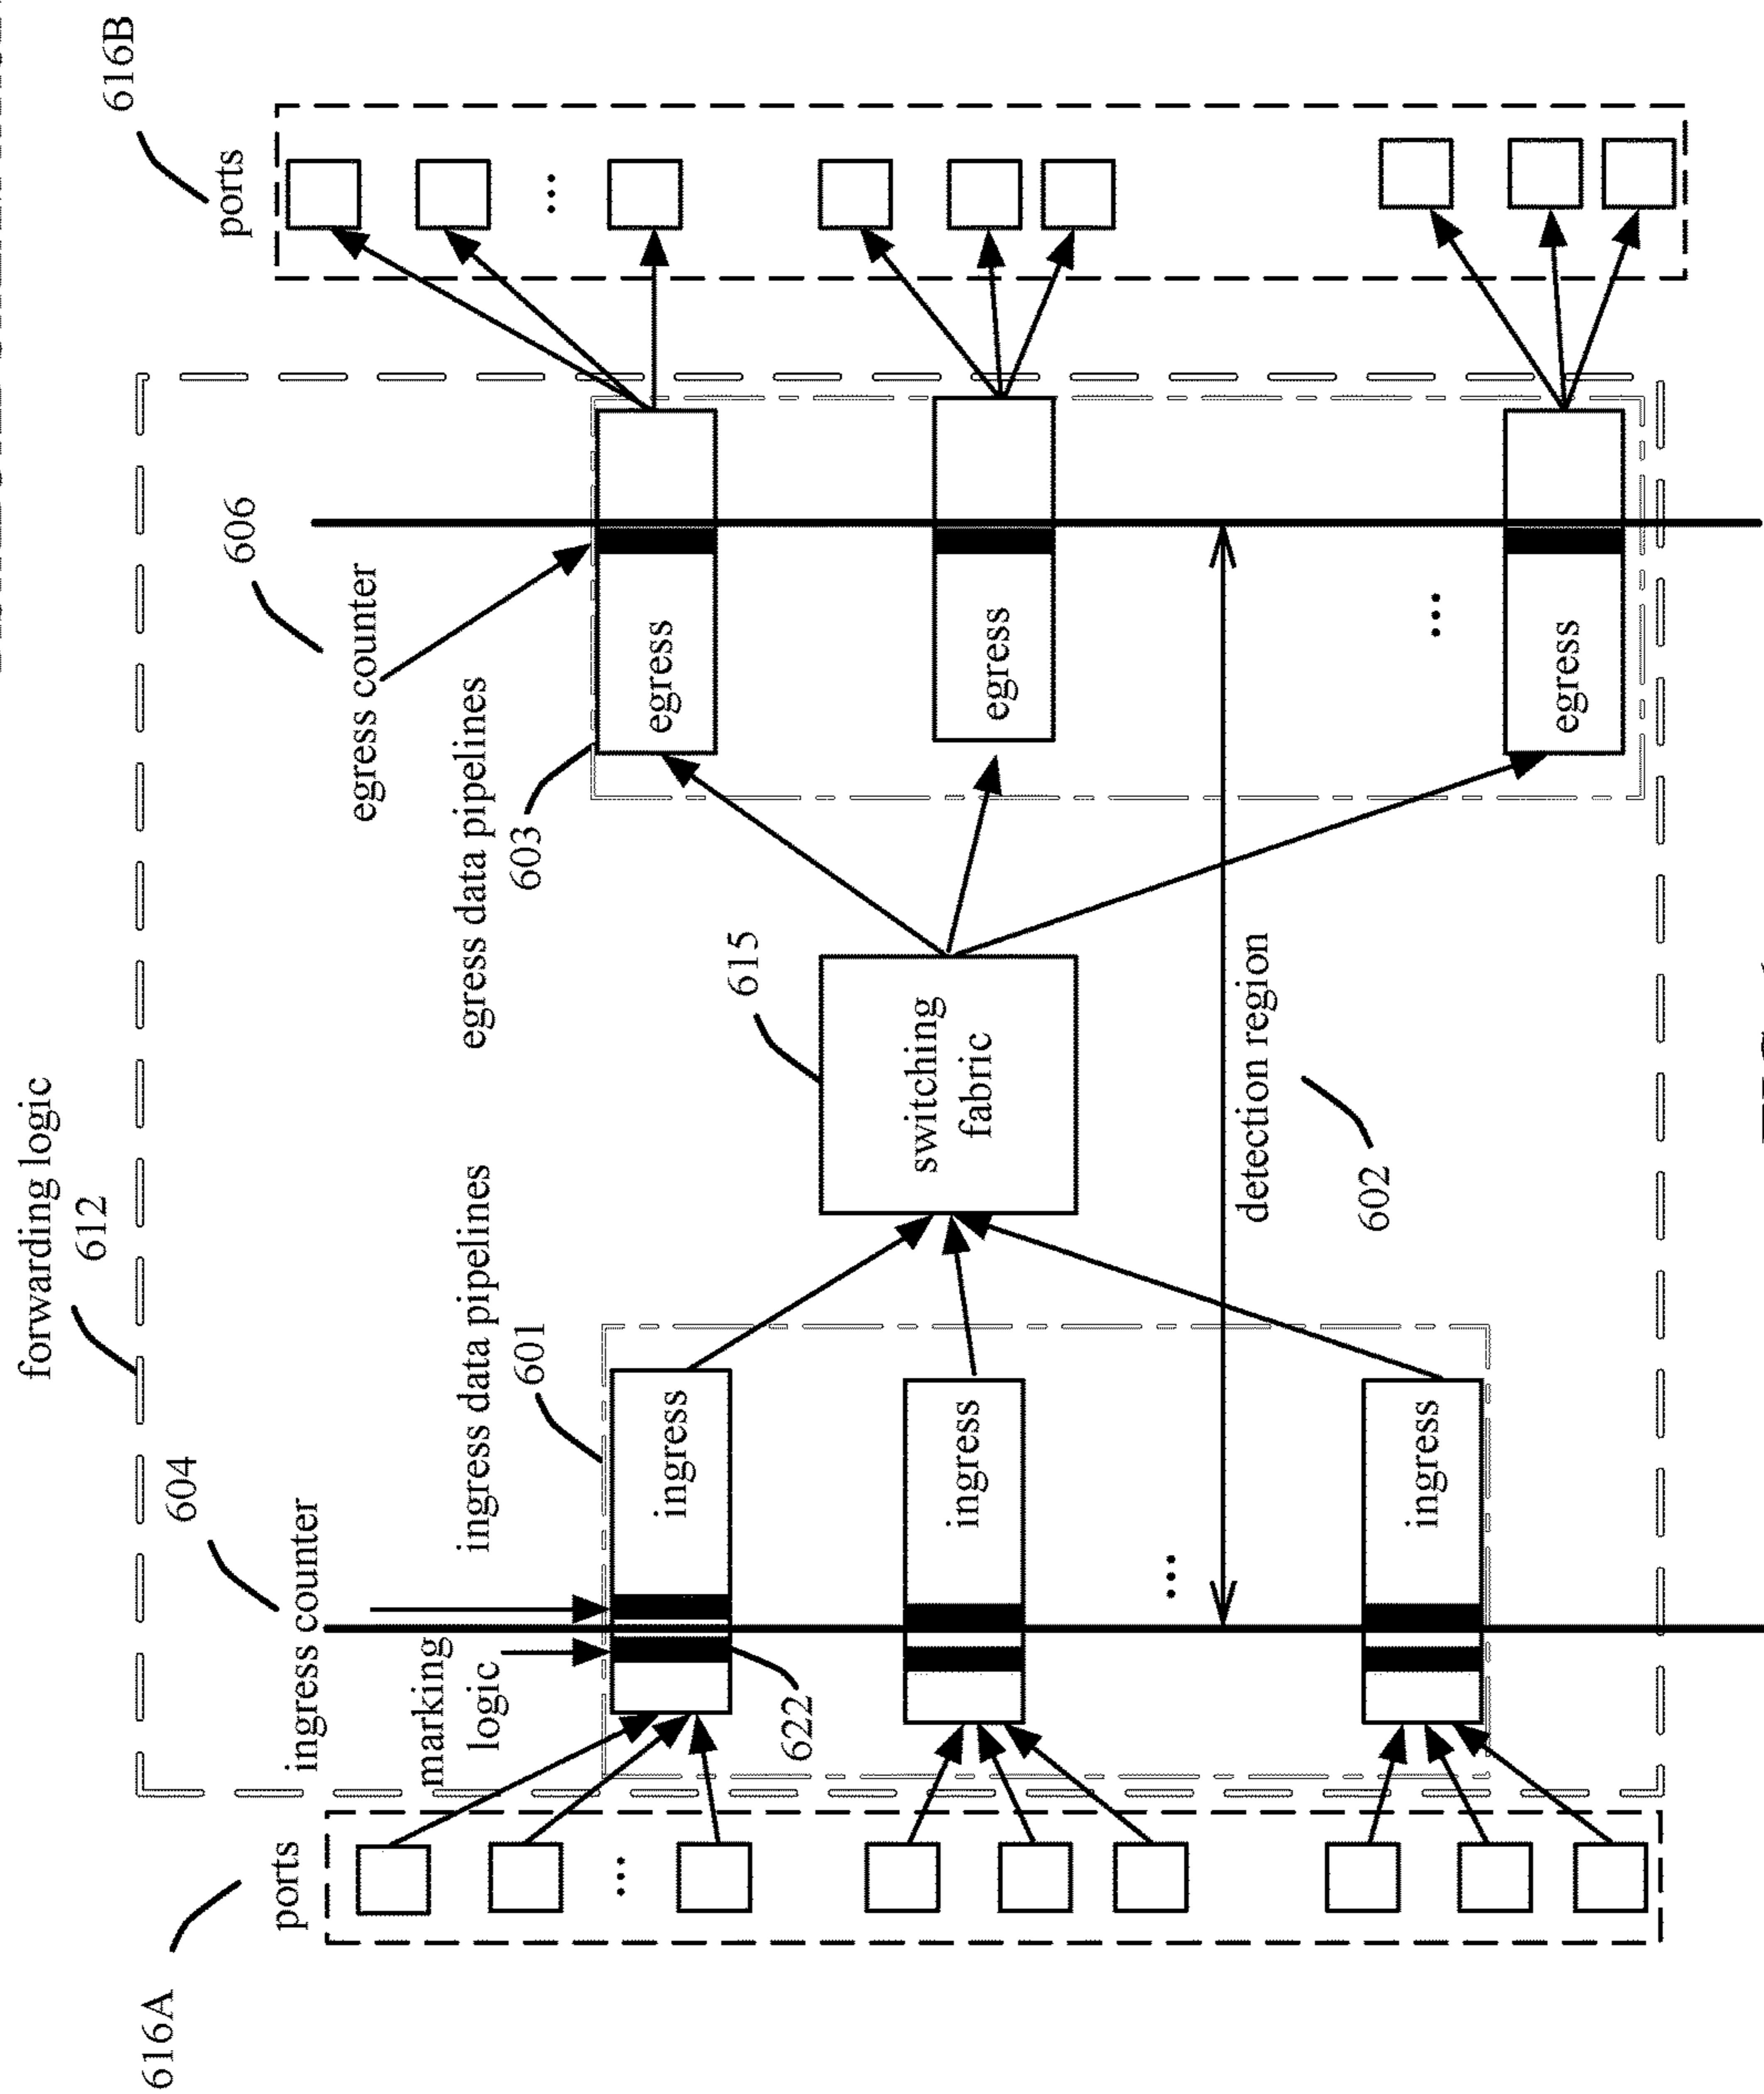 forwarding logic
612
616A
ports
ingress counter
604
marking
logic
622
ingress data pipelines
601
ingress
ingress
...
ingress
...
615
switching
fabric
detection region
602
egress data pipelines
603
egress counter
606
egress
egress
...
egress
616B
ports
...